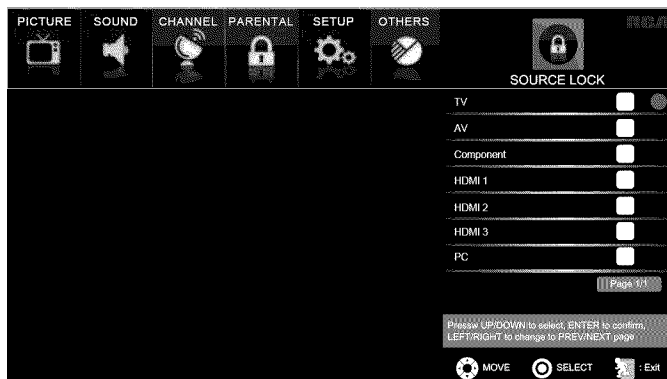 PICTURE SOUND CHANNEL PARENTAL SETUP OTHERS
RCA
SOURCE LOCK
TV
AV
Component
HDMI 1
HDMI 2
HDMI 3
PC
Page 1/1
Pressw UP/DOWN to select, ENTER to confirm,
LEFT/RIGHT to change to PREV/NEXT page
MOVE SELECT : Exit